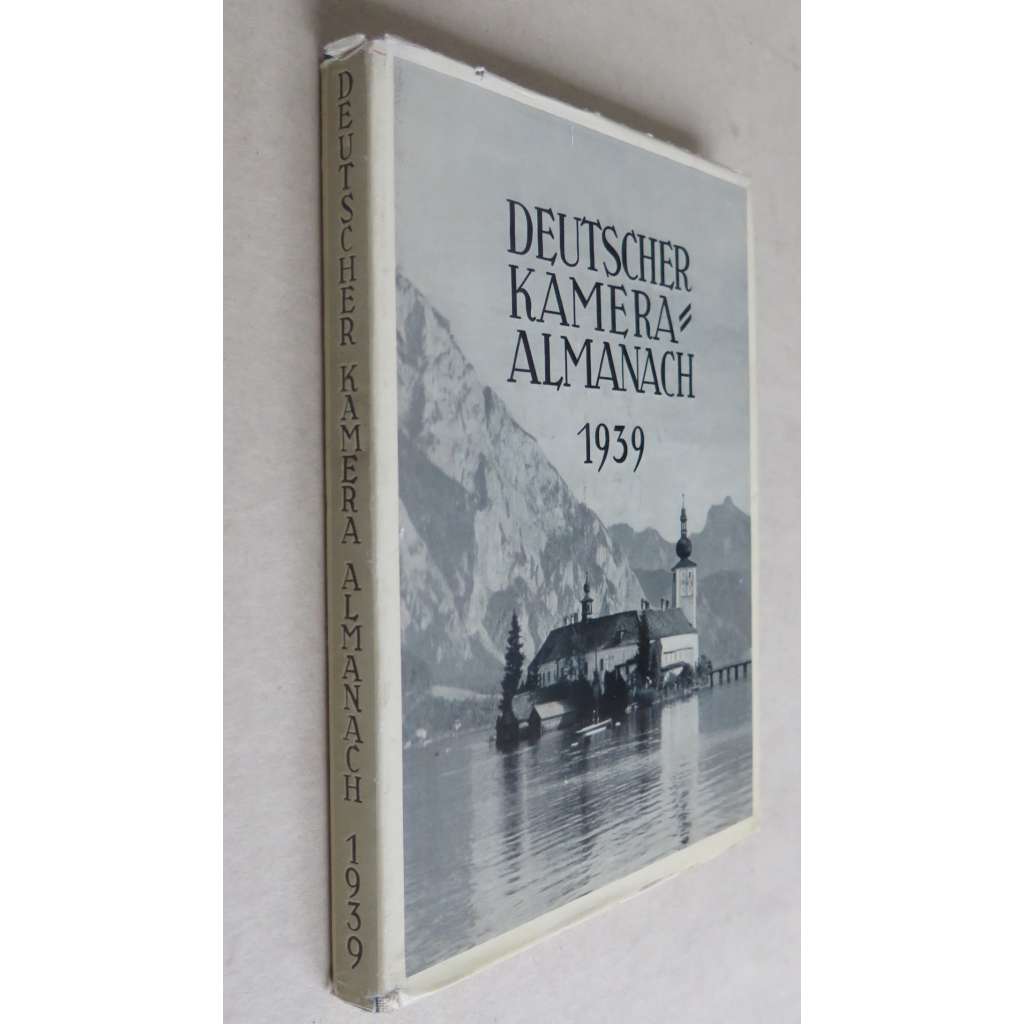 DEUTSCHER KAMERA ALMANACH 1939
DEUTSCHER
KAMERA=
ALMANACH
1939